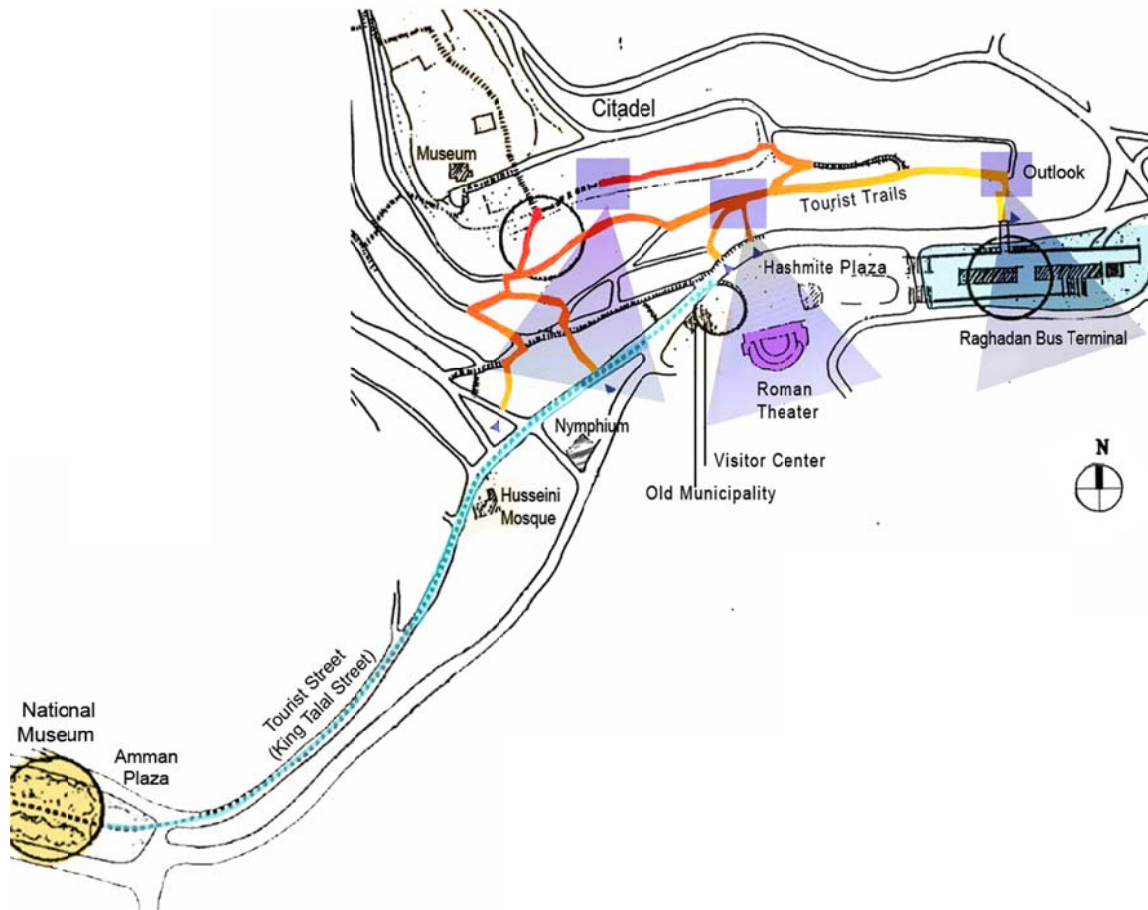 Citadel
Museum
Outlook
Tourist Trails
Hashmite Plaza
Raghadan Bus Terminal
Roman
Theater
Nymphium
Visitor Center
Old Municipality
N
Husseini
Mosque
Tourist Street
(King Talal Street)
National
Museum
Amman
Plaza